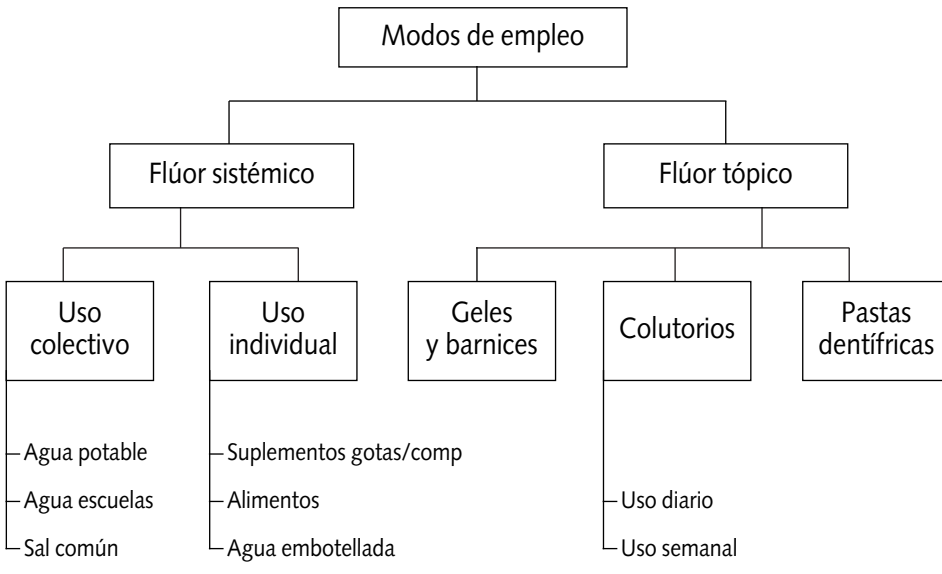 Modos de empleo
Flúor sistémico
Flúor tópico
Uso
colectivo
Uso
individual
Geles
y barnices
Colutorios
Pastas
dentífricas
Agua potable
Agua escuelas
Sal común
Suplementos gotas/comp
Alimentos
Agua embotellada
Uso diario
Uso semanal